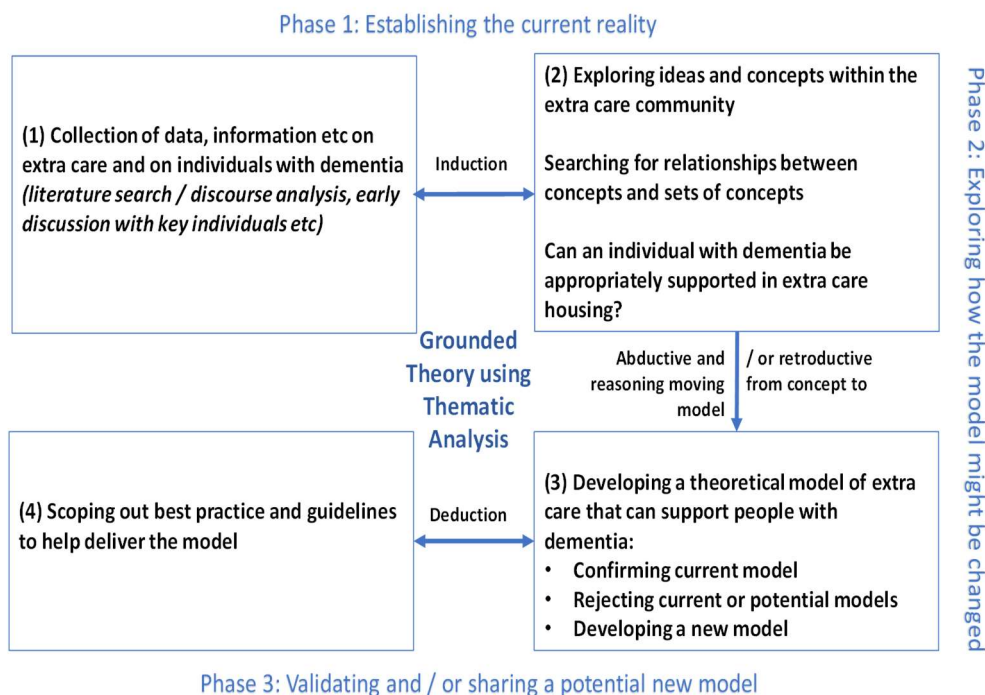 Phase 1: Establishing the current reality
(1) Collection of data, information etc on
extra care and on individuals with dementia
(literature search / discourse analysis, early
discussion with key individuals etc)
Induction
(2) Exploring ideas and concepts within the
extra care community
Searching for relationships between
concepts and sets of concepts
Can an individual with dementia be
appropriately supported in extra care
housing?
Phase 2: Exploring how the model might be changed
Grounded
Theory using
Thematic
Analysis
Abductive and / or retroductive
reasoning moving from concept to
model
(4) Scoping out best practice and guidelines
to help deliver the model
Deduction
(3) Developing a theoretical model of extra
care that can support people with
dementia:
• Confirming current model
• Rejecting current or potential models
• Developing a new model
Phase 3: Validating and / or sharing a potential new model